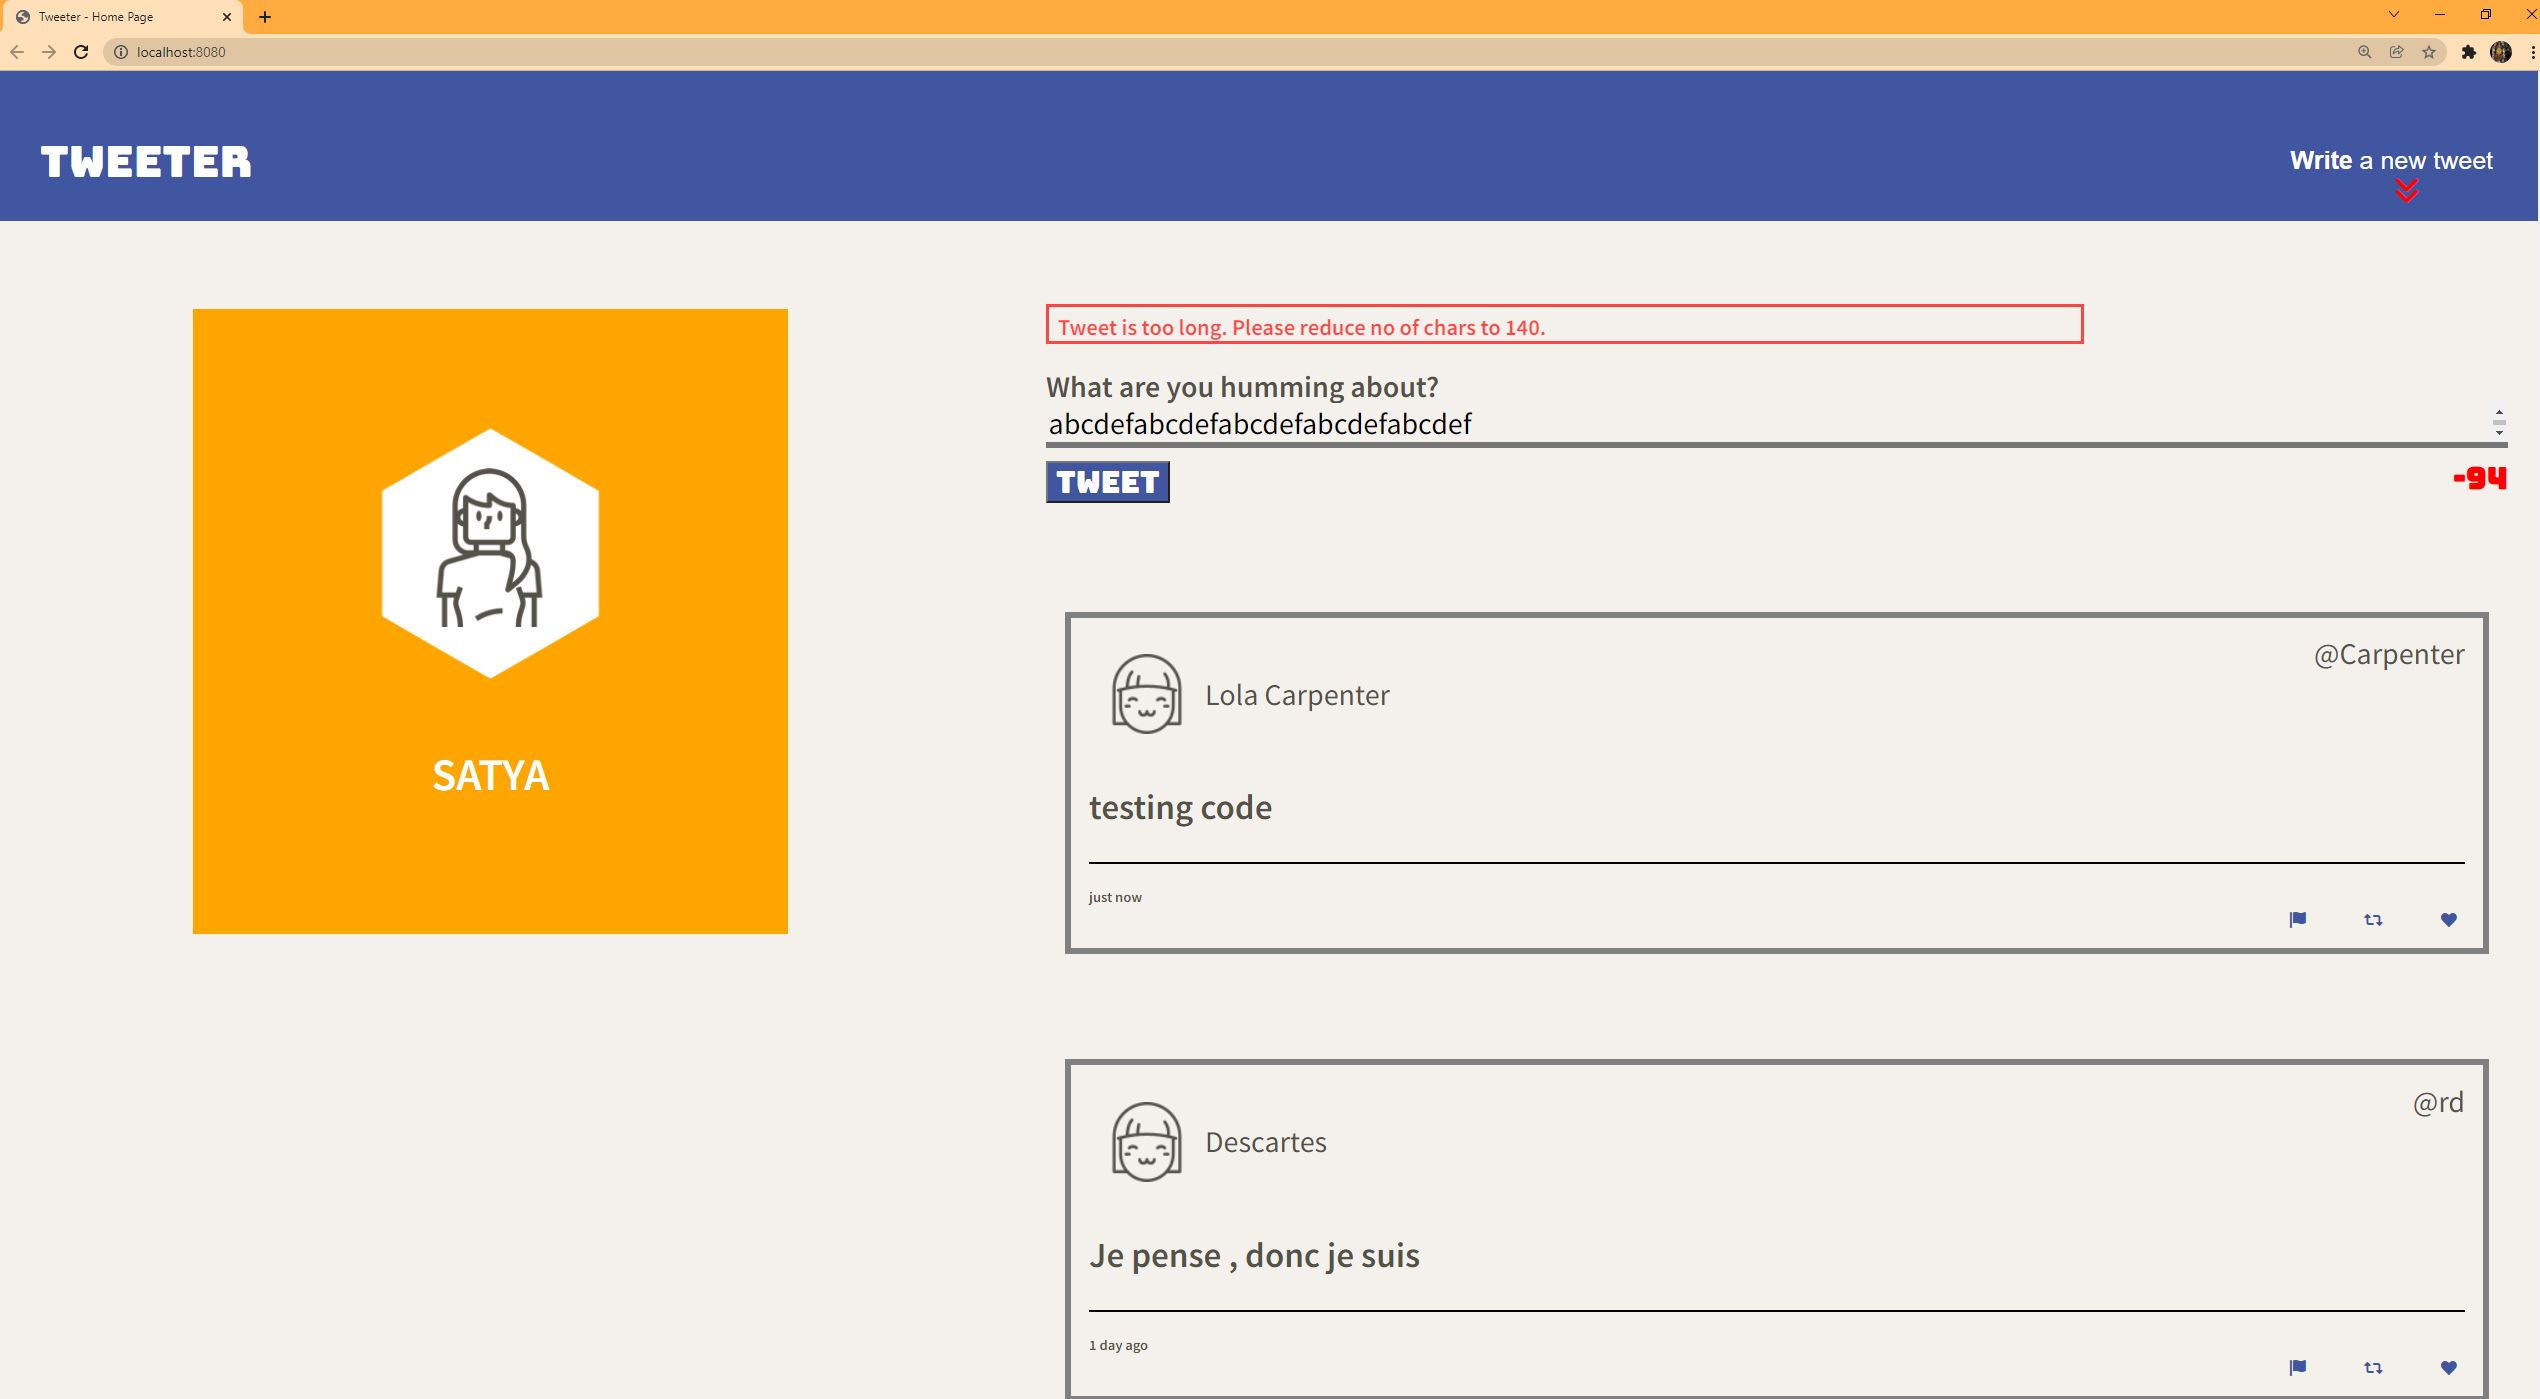 Tweeter - Home Page
localhost:8080
TWEETER
Write a new tweet
SATYA
Tweet is too long. Please reduce no of chars to 140.
What are you humming about?
abcdefabcdefabcdefabcdefabcdef
TWEET
-94
@Carpenter
Lola Carpenter
testing code
just now
@rd
Descartes
Je pense , donc je suis
1 day ago